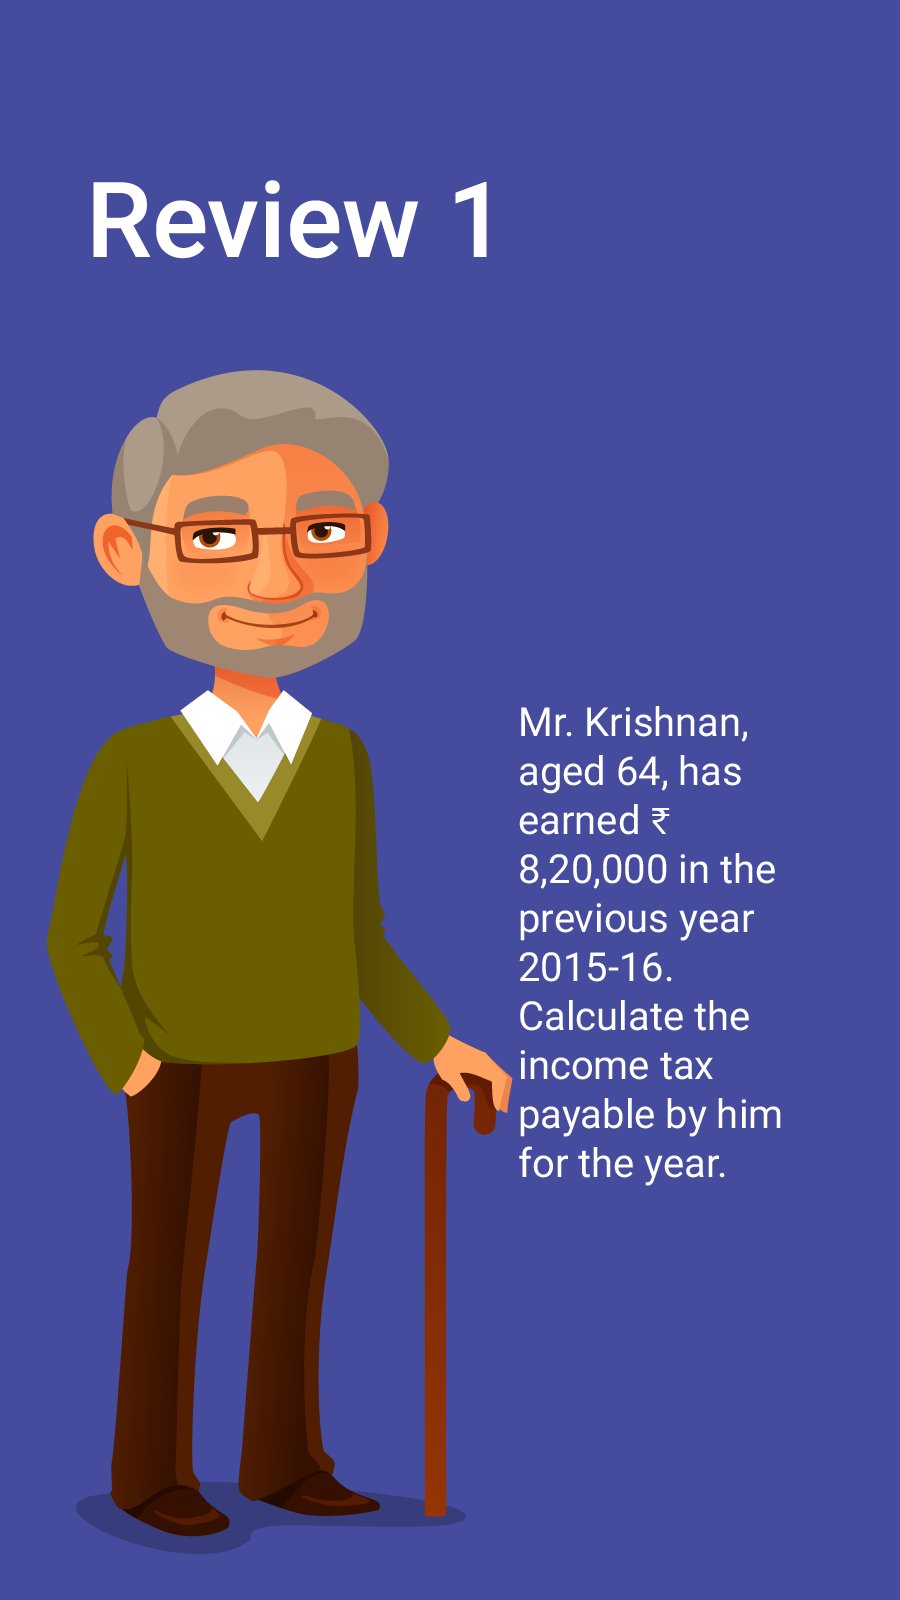 Review 1
Mr. Krishnan,
aged 64, has
earned ₹
8,20,000 in the
previous year
2015-16.
Calculate the
income tax
payable by him
for the year.